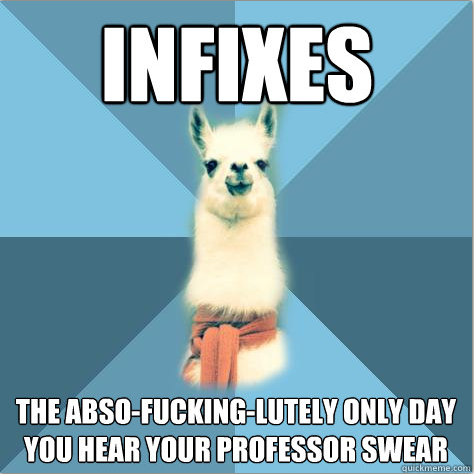 INFIXES
THE ABSO-FUCKING-LUTELY ONLY DAY
YOU HEAR YOUR PROFESSOR SWEAR
quickmeme.com